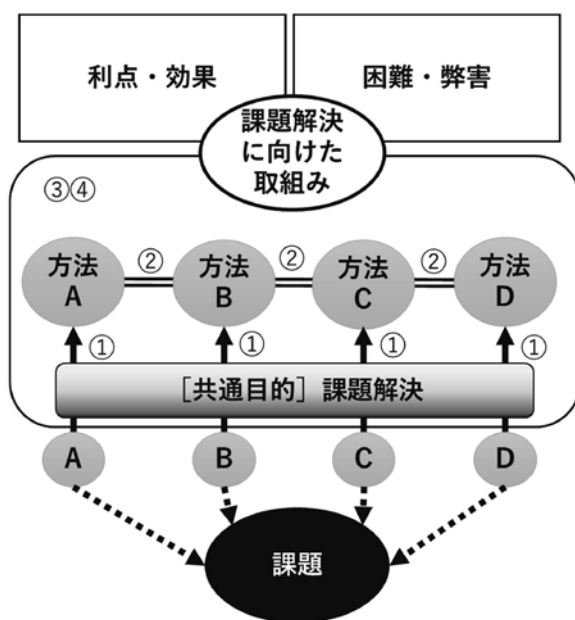 利点・効果
困難・弊害
課題解決
に向けた
取組み
③④
方法
A
②
方法
B
②
方法
C
②
方法
D
①
①
①
①
［共通目的］課題解決
A
B
C
D
課題